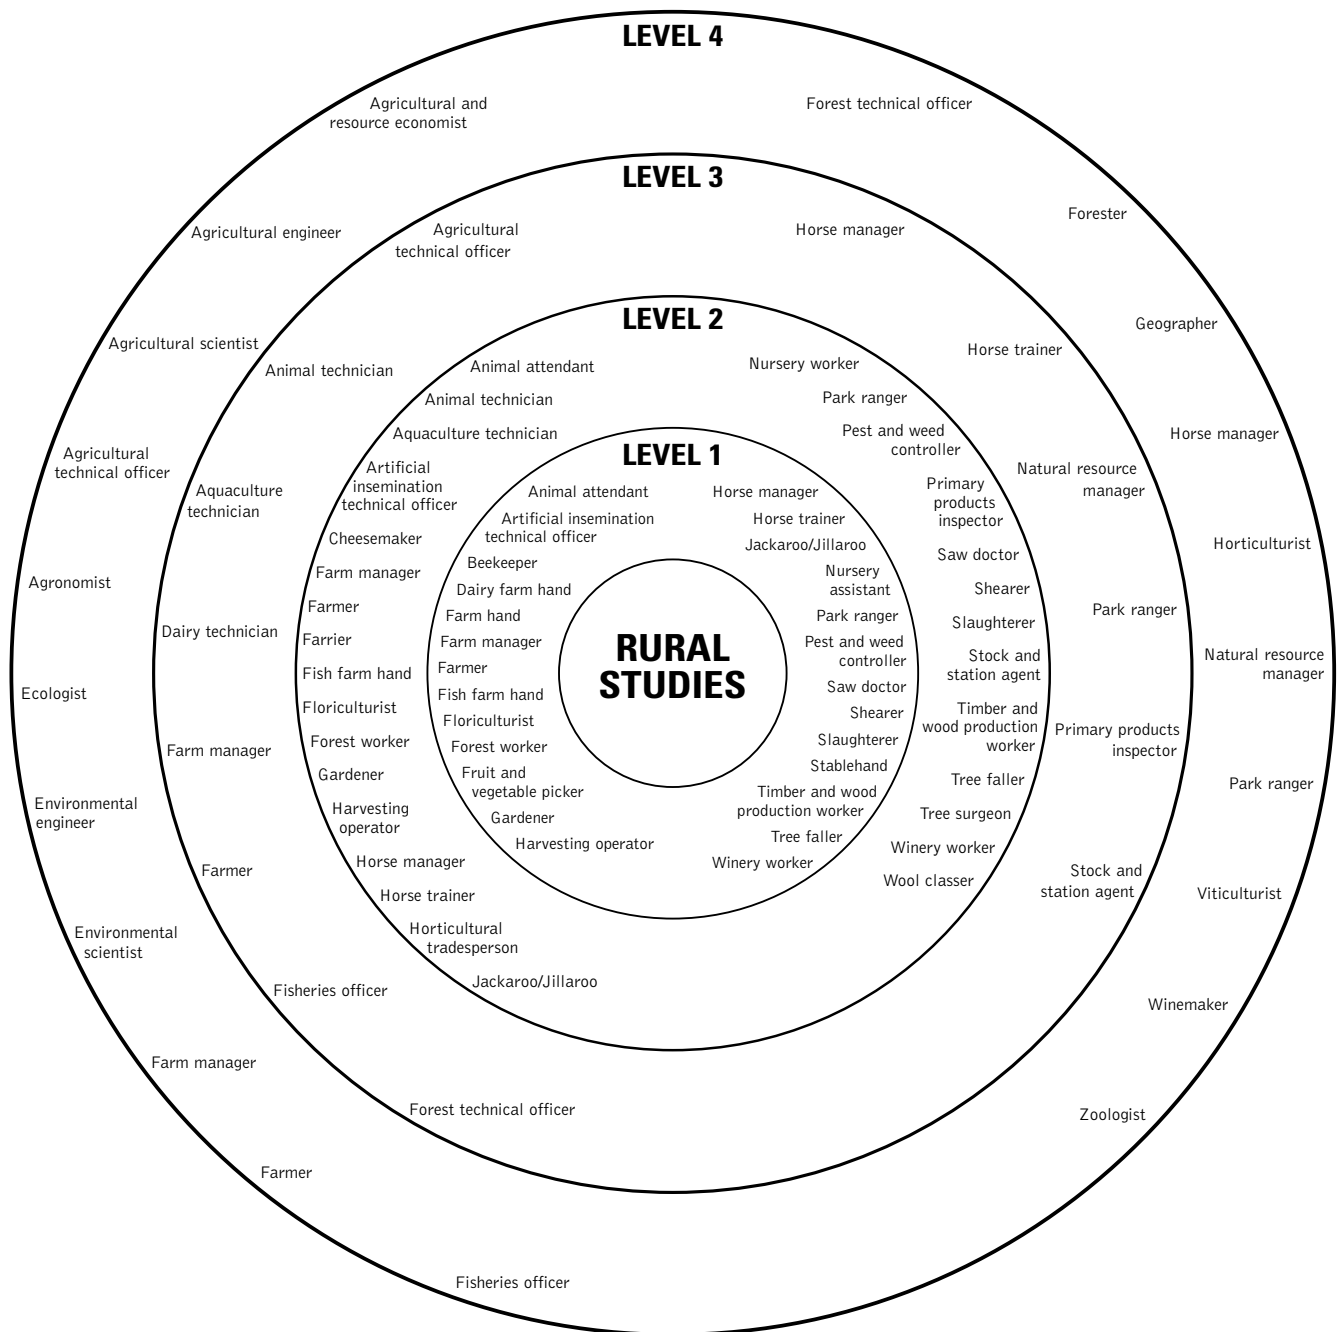 LEVEL 4
Agricultural and
resource economist
Agricultural engineer
Agricultural scientist
Agricultural
technical officer
Agronomist
Ecologist
Environmental
engineer
Environmental
scientist
Farm manager
Farmer
Fisheries officer
Forest technical officer
Forester
Geographer
Horse manager
Horticulturist
Natural resource
manager
Park ranger
Viticulturist
Winemaker
Zoologist
LEVEL 3
Agricultural
technical officer
Animal technician
Aquaculture
technician
Dairy technician
Farm manager
Farmer
Fisheries officer
Forest technical officer
Horse manager
Horse trainer
Natural resource
manager
Park ranger
Primary products
inspector
Stock and
station agent
LEVEL 2
Animal attendant
Animal technician
Aquaculture technician
Artificial
insemination
technical officer
Cheesemaker
Farm manager
Farmer
Farrier
Fish farm hand
Floriculturist
Forest worker
Gardener
Harvesting
operator
Horse manager
Horse trainer
Horticultural
tradesperson
Jackaroo/Jillaroo
Nursery worker
Park ranger
Pest and weed
controller
Primary
products
inspector
Saw doctor
Shearer
Slaughterer
Stock and
station agent
Timber and
wood production
worker
Tree faller
Tree surgeon
Winery worker
Wool classer
LEVEL 1
Animal attendant
Artificial insemination
technical officer
Beekeeper
Dairy farm hand
Farm hand
Farm manager
Farmer
Fish farm hand
Floriculturist
Forest worker
Fruit and
vegetable picker
Gardener
Harvesting operator
Horse manager
Horse trainer
Jackaroo/Jillaroo
Nursery
assistant
Park ranger
Pest and weed
controller
Saw doctor
Shearer
Slaughterer
Stablehand
Timber and wood
production worker
Tree faller
Winery worker
RURAL
STUDIES